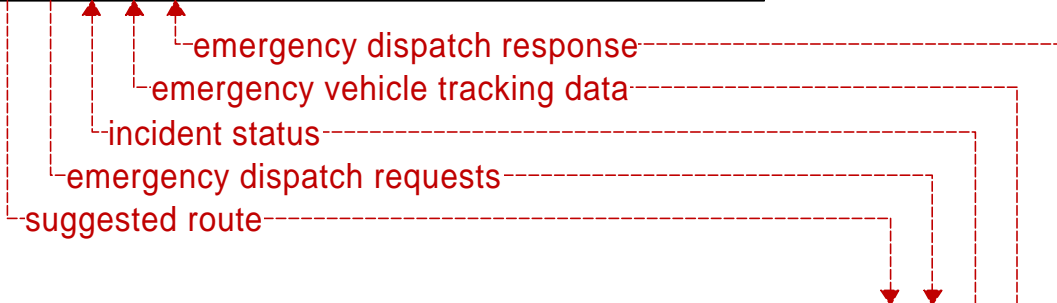 emergency dispatch response
emergency vehicle tracking data
incident status
emergency dispatch requests
suggested route